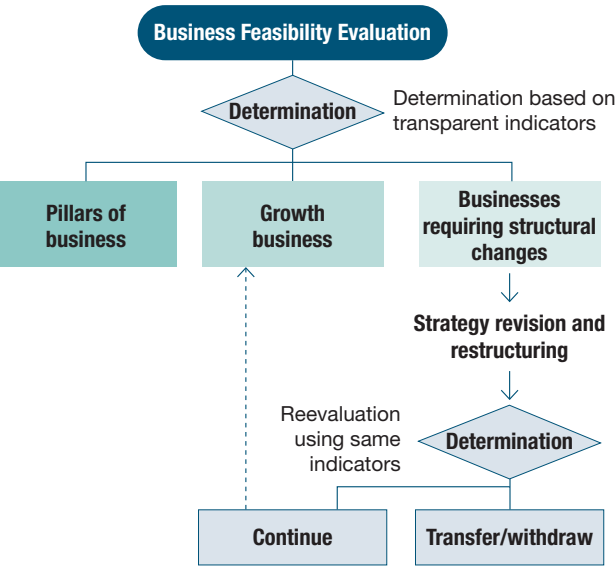 Business Feasibility Evaluation
Determination
Determination based on
transparent indicators
Pillars of
business
Growth
business
Businesses
requiring structural
changes
Strategy revision and
restructuring
Reevaluation
using same
indicators
Determination
Continue
Transfer/withdraw